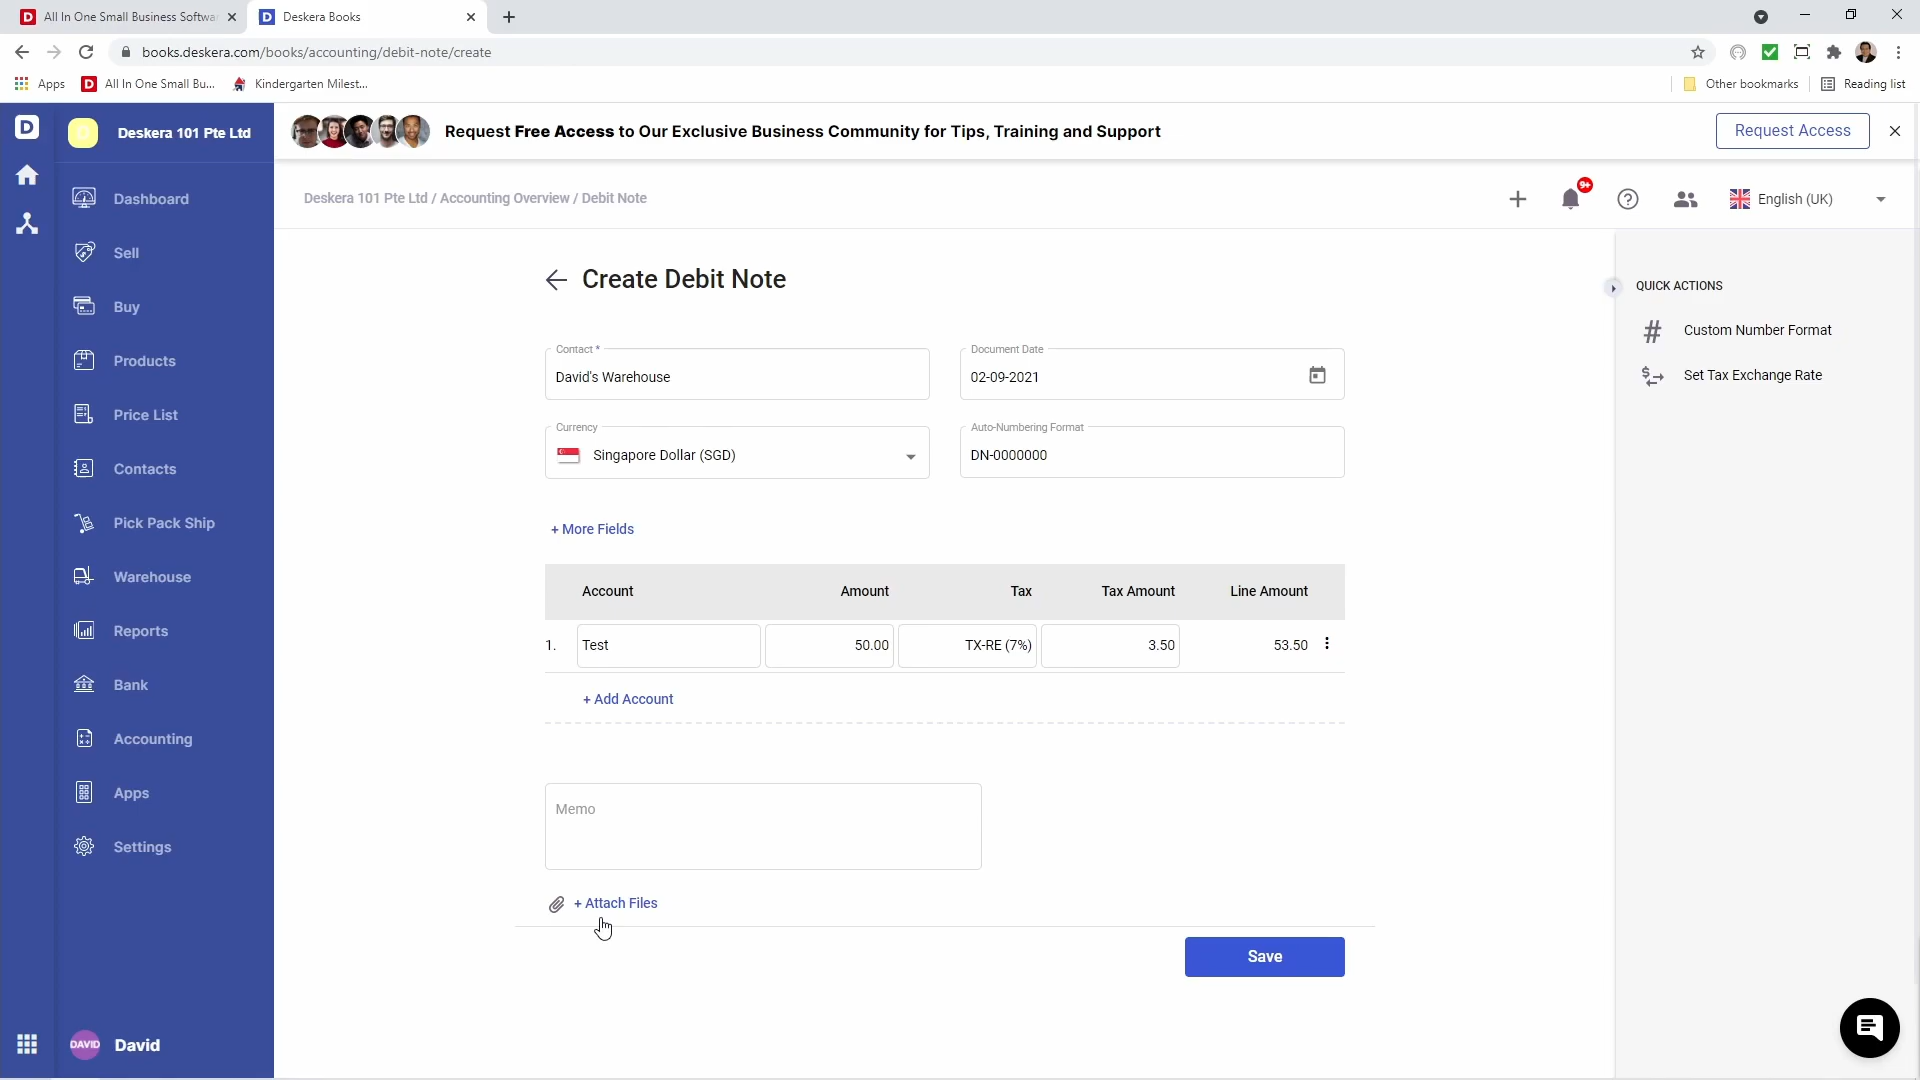 All In One Small Business Softwa
Deskera Books
books.deskera.com/books/accounting/debit-note/create
Apps
All In One Small Bu...
Kindergarten Milest...
Other bookmarks
Reading list
D
Deskera 101 Pte Ltd
Request Free Access to Our Exclusive Business Community for Tips, Training and Support
Request Access
Deskera 101 Pte Ltd / Accounting Overview / Debit Note
9+
English (UK)
Dashboard
Sell
Buy
Products
Price List
Contacts
Pick Pack Ship
Warehouse
Reports
Bank
Accounting
Apps
Settings
DAVID
David
Create Debit Note
Contact *
David's Warehouse
Document Date
02-09-2021
Currency
Singapore Dollar (SGD)
Auto-Numbering Format
DN-0000000
+ More Fields
Account Amount Tax Tax Amount Line Amount
1. Test 50.00 TX-RE (7%) 3.50 53.50
+ Add Account
Memo
+ Attach Files
Save
QUICK ACTIONS
Custom Number Format
Set Tax Exchange Rate